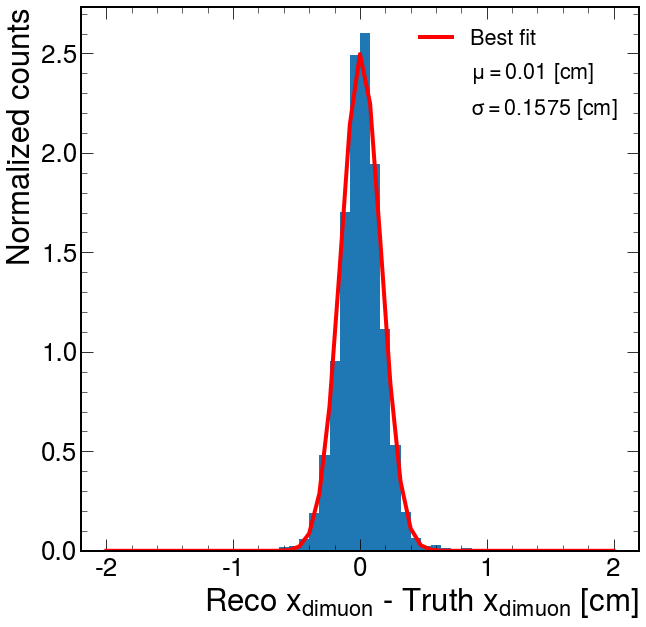 Normalized counts
2.5
2.0
1.5
1.0
0.5
0.0
Best fit
μ = 0.01 [cm]
σ = 0.1575 [cm]
-2 -1 0 1 2
Reco x_dimuon - Truth x_dimuon [cm]